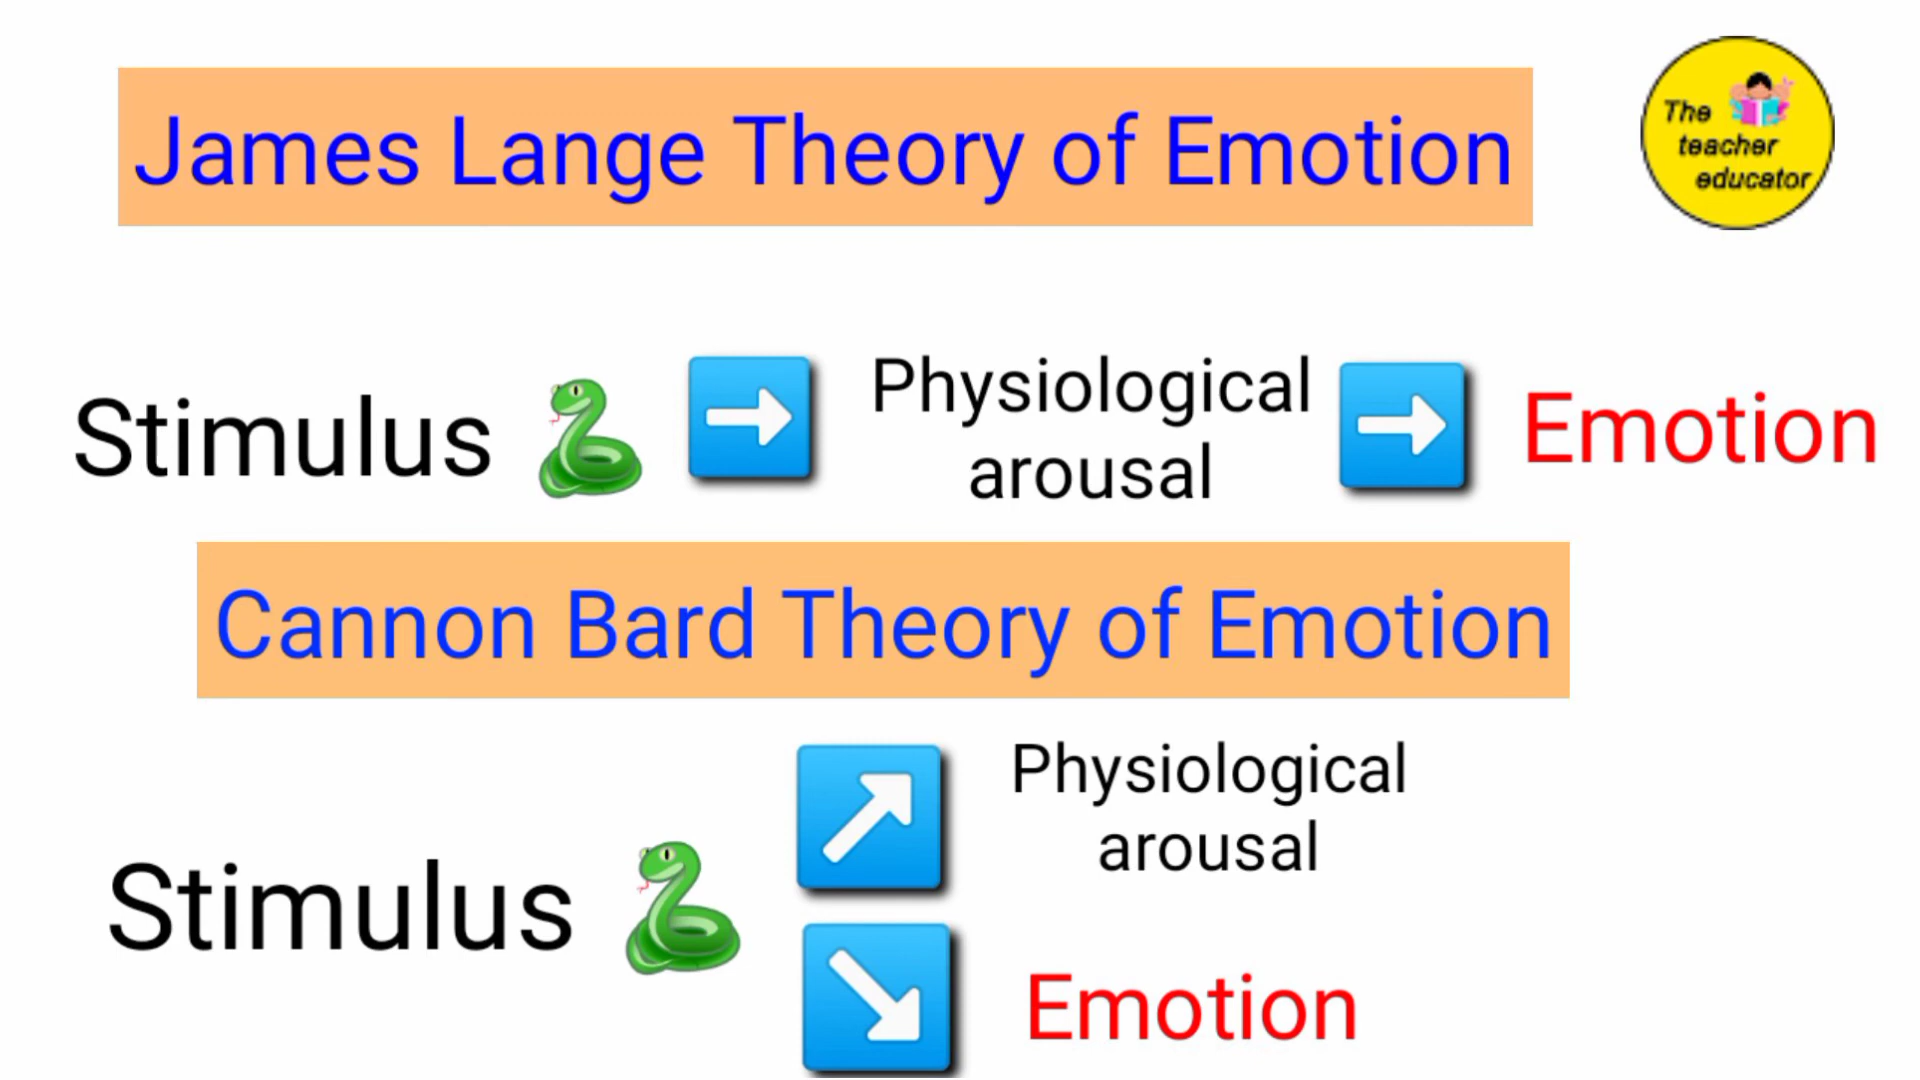 James Lange Theory of Emotion
The
teacher
educator
Stimulus
Physiological
arousal
Emotion
Cannon Bard Theory of Emotion
Stimulus
Physiological
arousal
Emotion